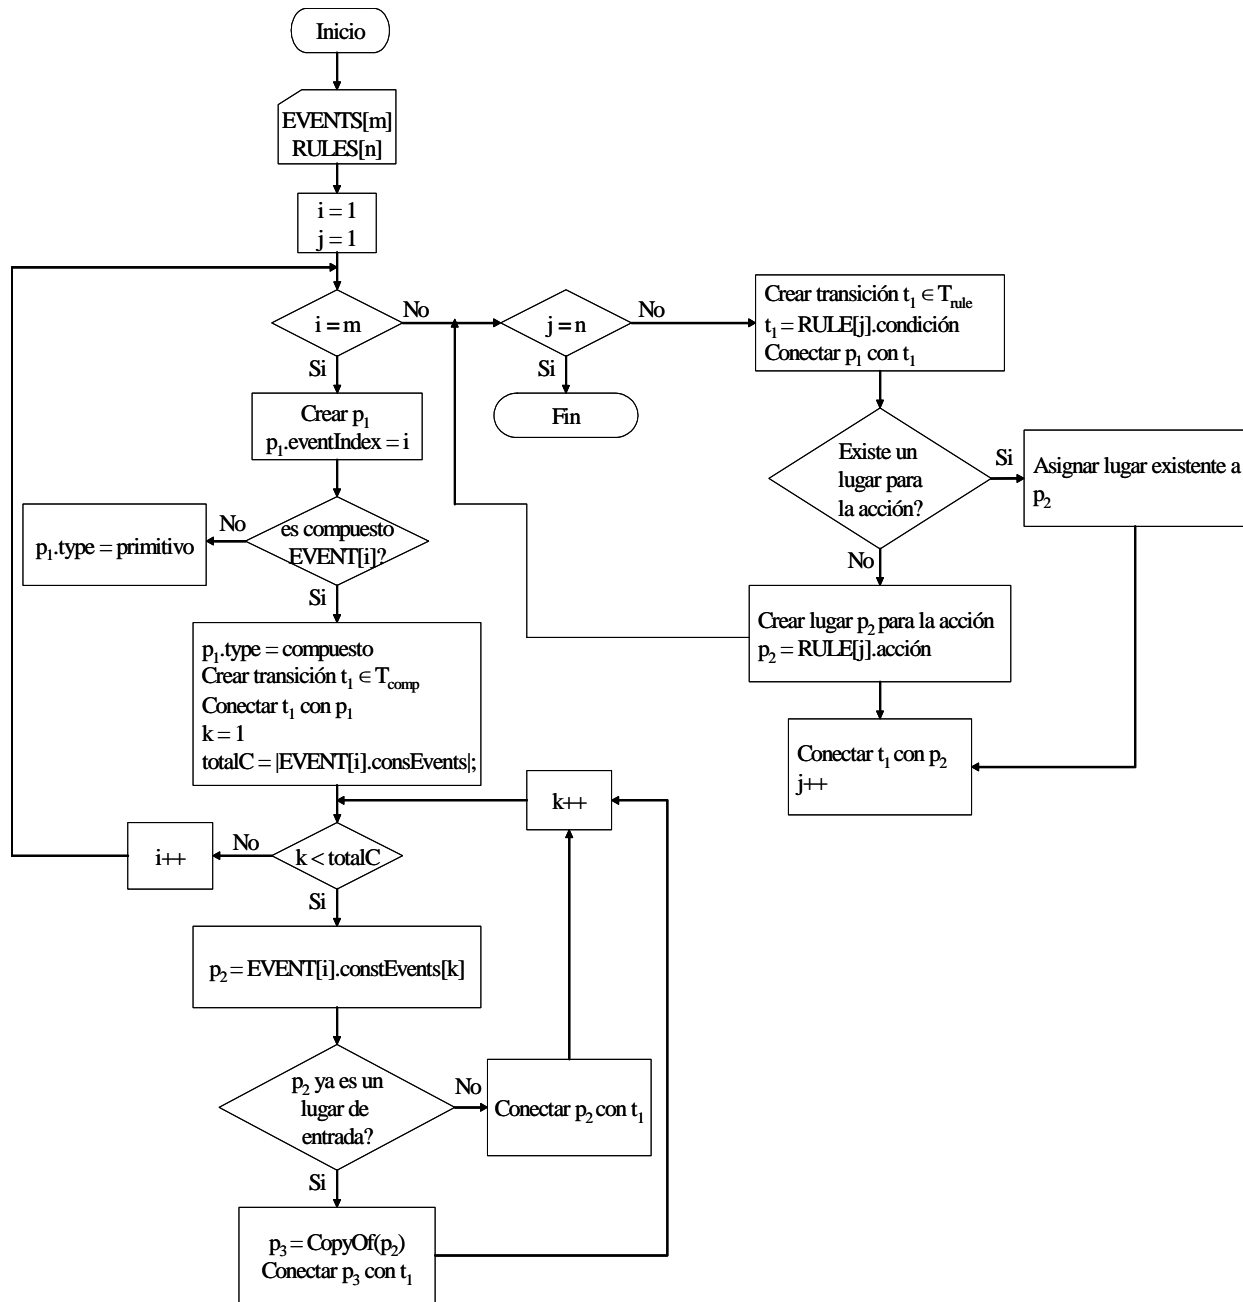 Inicio
EVENTS[m]
RULES[n]
i = 1
j = 1
i = m
No
Si
j = n
No
Si
Fin
Crear transición t₁ ∈ T_rule
t₁ = RULE[j].condición
Conectar p₁ con t₁
Crear p₁
p₁.eventIndex = i
Existe un
lugar para
la acción?
Si
No
Asignar lugar existente a
p₂
es compuesto
EVENT[i]?
No
Si
p₁.type = primitivo
Crear lugar p₂ para la acción
p₂ = RULE[j].acción
p₁.type = compuesto
Crear transición t₁ ∈ T_comp
Conectar t₁ con p₁
k = 1
totalC = |EVENT[i].consEvents|;
Conectar t₁ con p₂
j++
k++
k < totalC
No
Si
i++
p₂ = EVENT[i].constEvents[k]
p₂ ya es un
lugar de
entrada?
No
Si
Conectar p₂ con t₁
p₃ = CopyOf(p₂)
Conectar p₃ con t₁